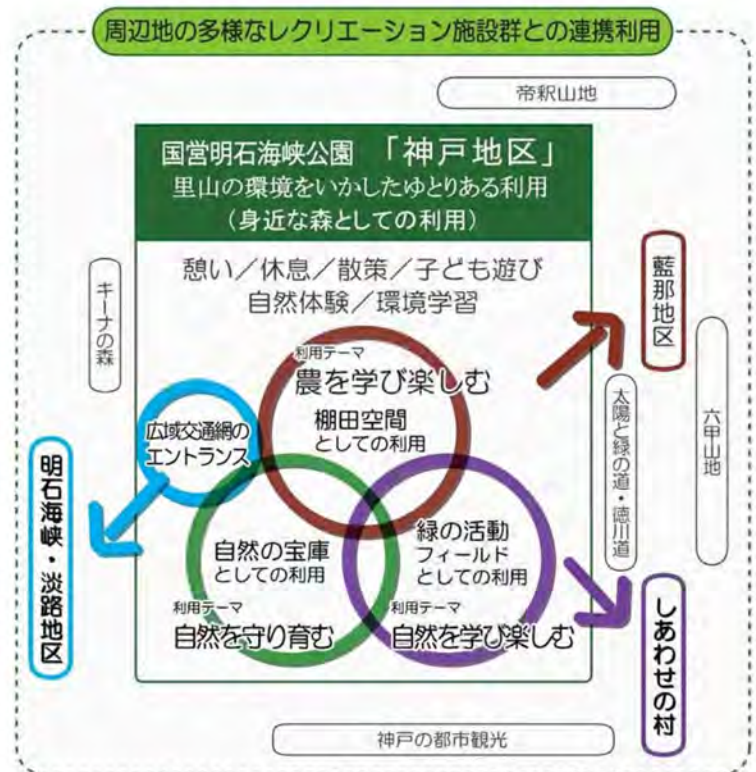 周辺地の多様なレクリエーション施設群との連携利用
帝釈山地
国営明石海峡公園 「神戸地区」
里山の環境をいかしたゆとりある利用
（身近な森としての利用）
憩い／休息／散策／子ども遊び
自然体験／環境学習
キーナの森
藍那地区
利用テーマ
農を学び楽しむ
棚田空間
としての利用
広域交通網の
エントランス
太陽と緑の道・徳川道
六甲山地
明石海峡・淡路地区
自然の宝庫
としての利用
利用テーマ
自然を守り育む
緑の活動
フィールド
としての利用
利用テーマ
自然を学び楽しむ
しあわせの村
神戸の都市観光